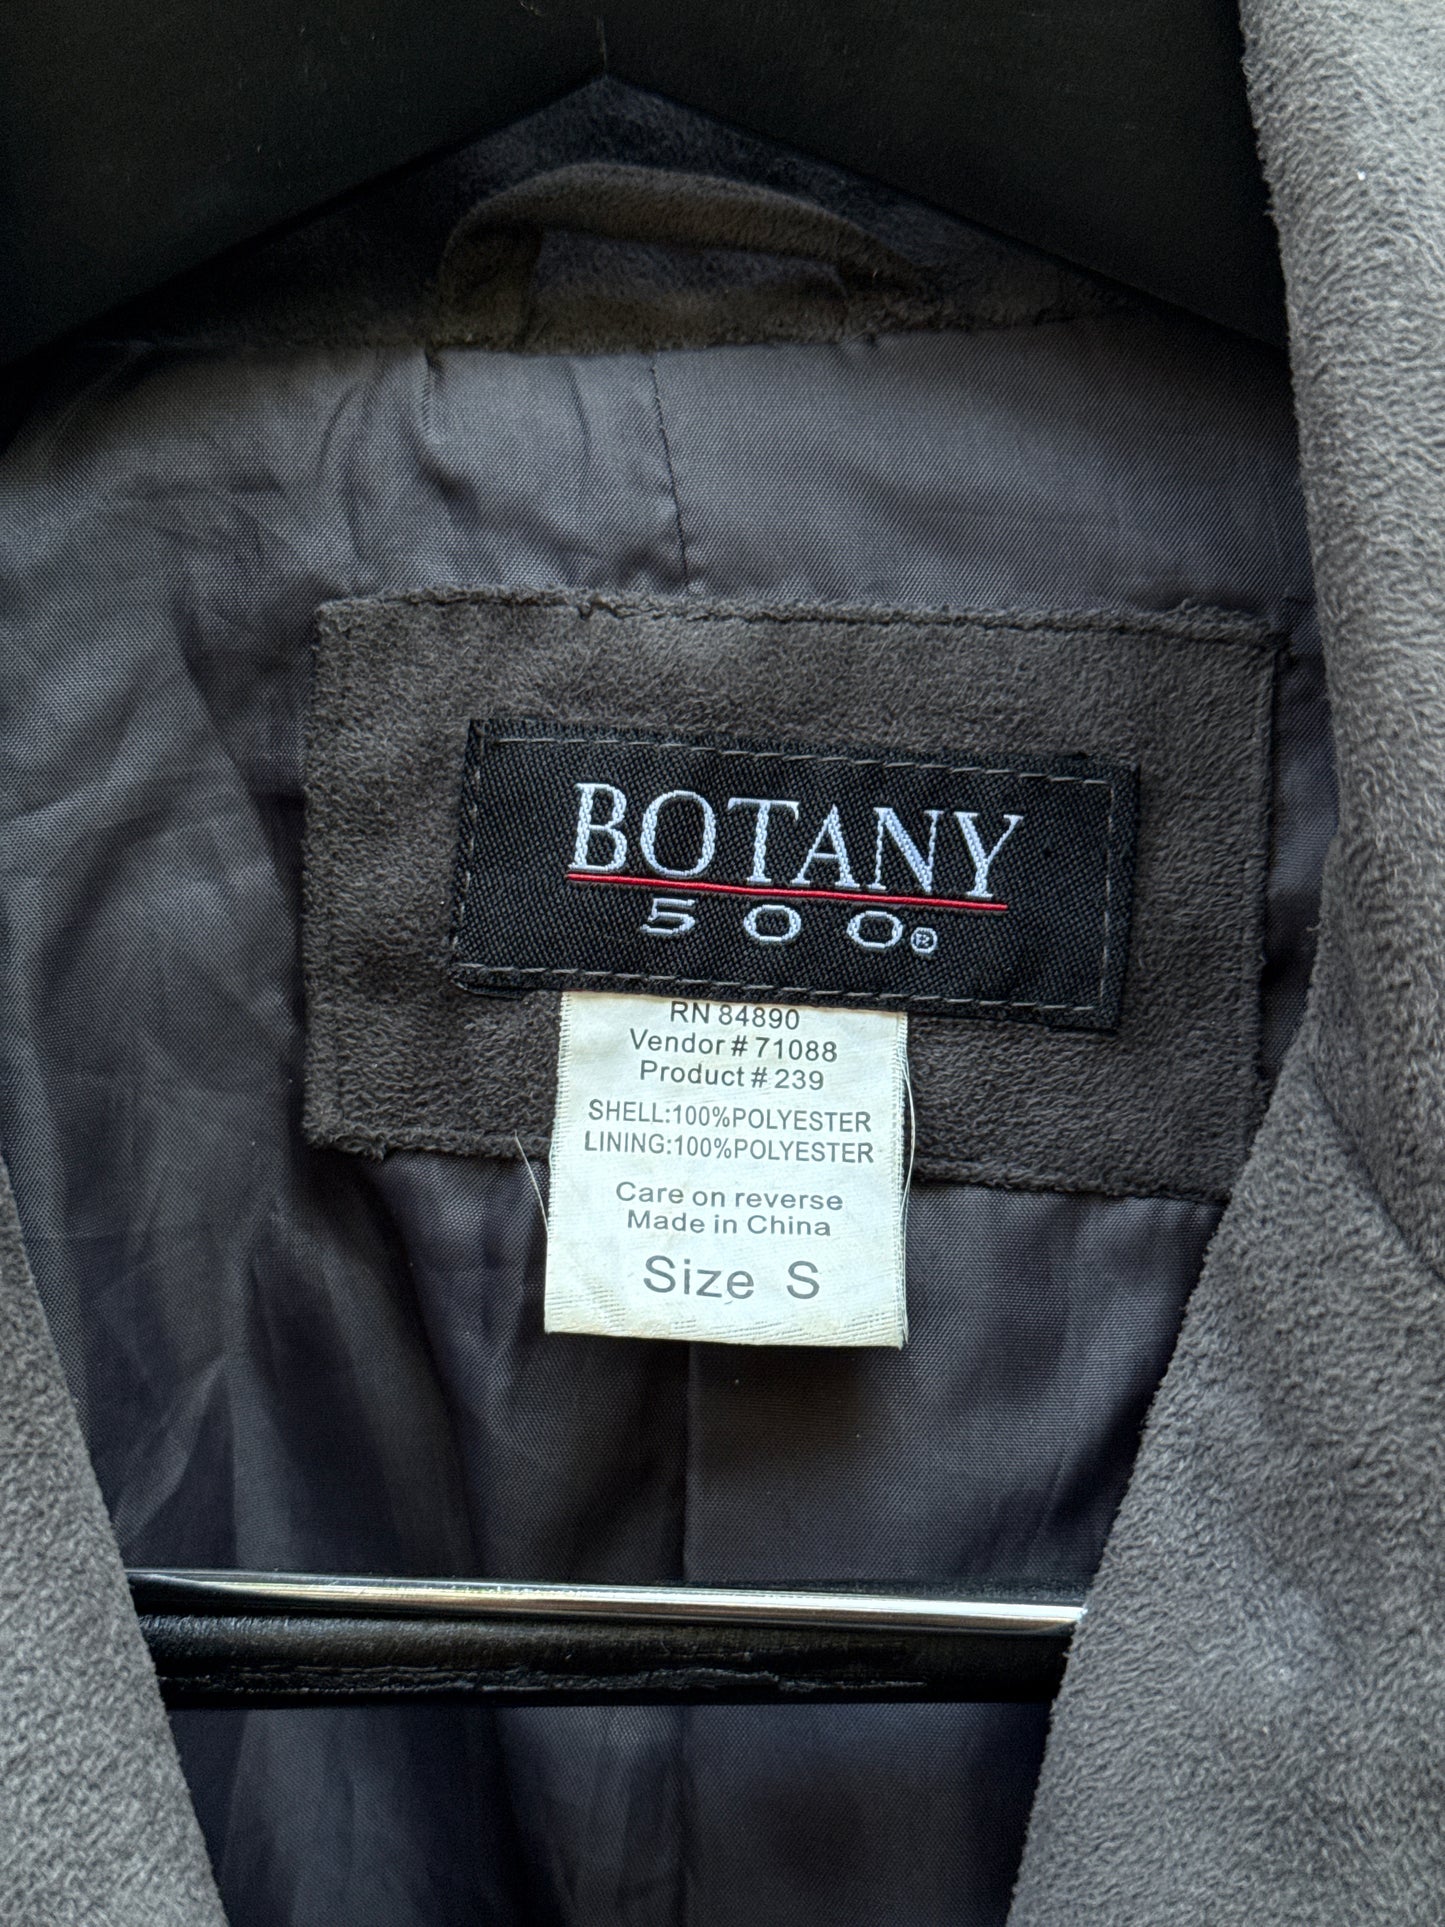 BOTANY
500®
RN 84890
Vendor # 71088
Product # 239
SHELL:100%POLYESTER
LINING:100%POLYESTER
Care on reverse
Made in China
Size S